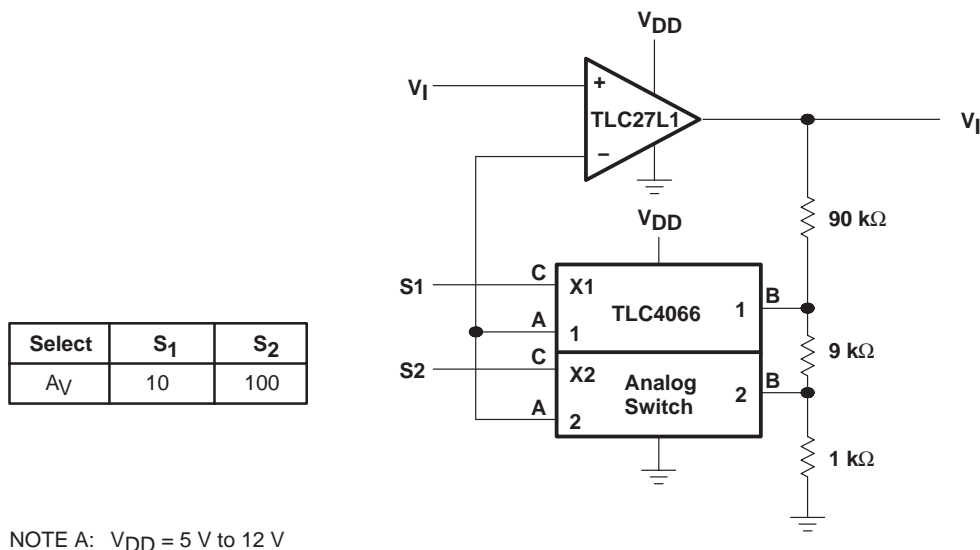 VDD
VI
+
TLC27L1
−
VI
VDD
90 kΩ
S1
C
X1
TLC4066
1
B
A
1
9 kΩ
S2
C
X2
Analog
Switch
2
B
A
2
1 kΩ
Select S1 S2
AV 10 100
NOTE A: VDD = 5 V to 12 V